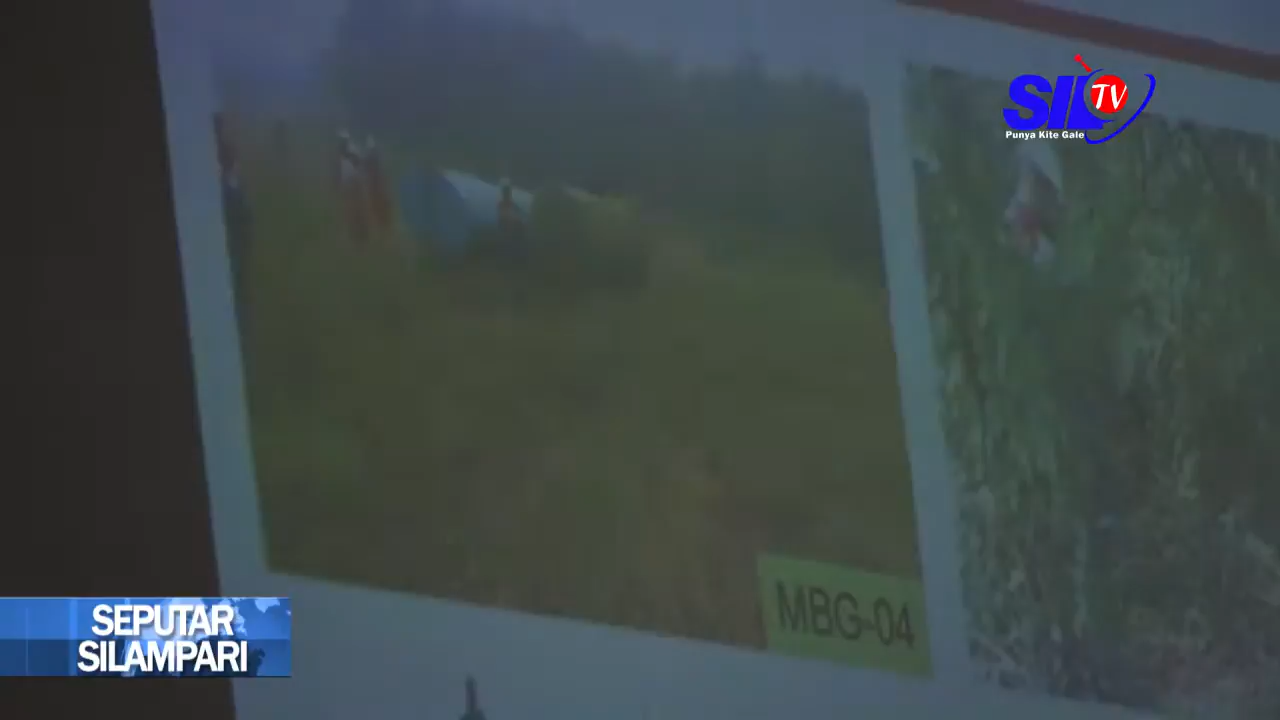 SIL TV
Punya Kite Gale
MBG-04
SEPUTAR
SILAMPARI